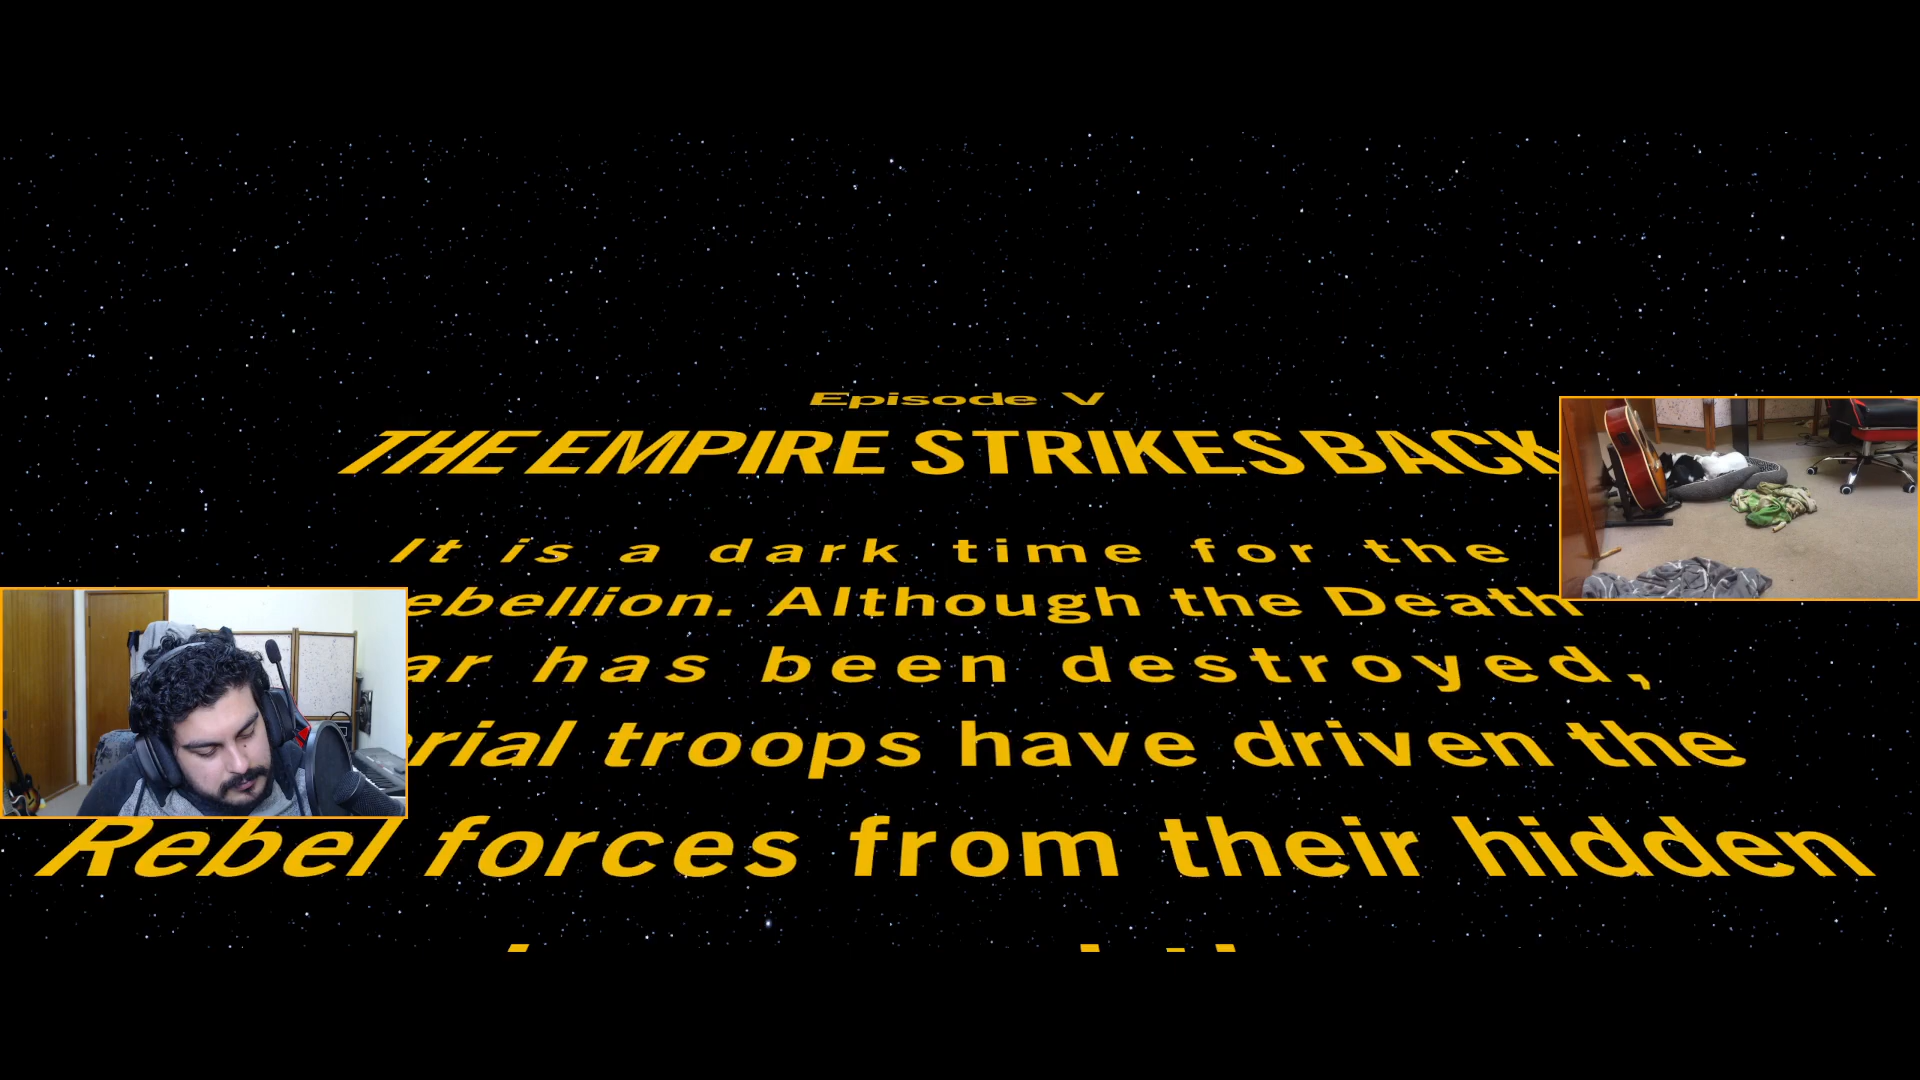 Episode V
THE EMPIRE STRIKES BACK
It is a dark time for the
ebellion. Although the Death
ar has been destroyed,
erial troops have driven the
Rebel forces from their hidden